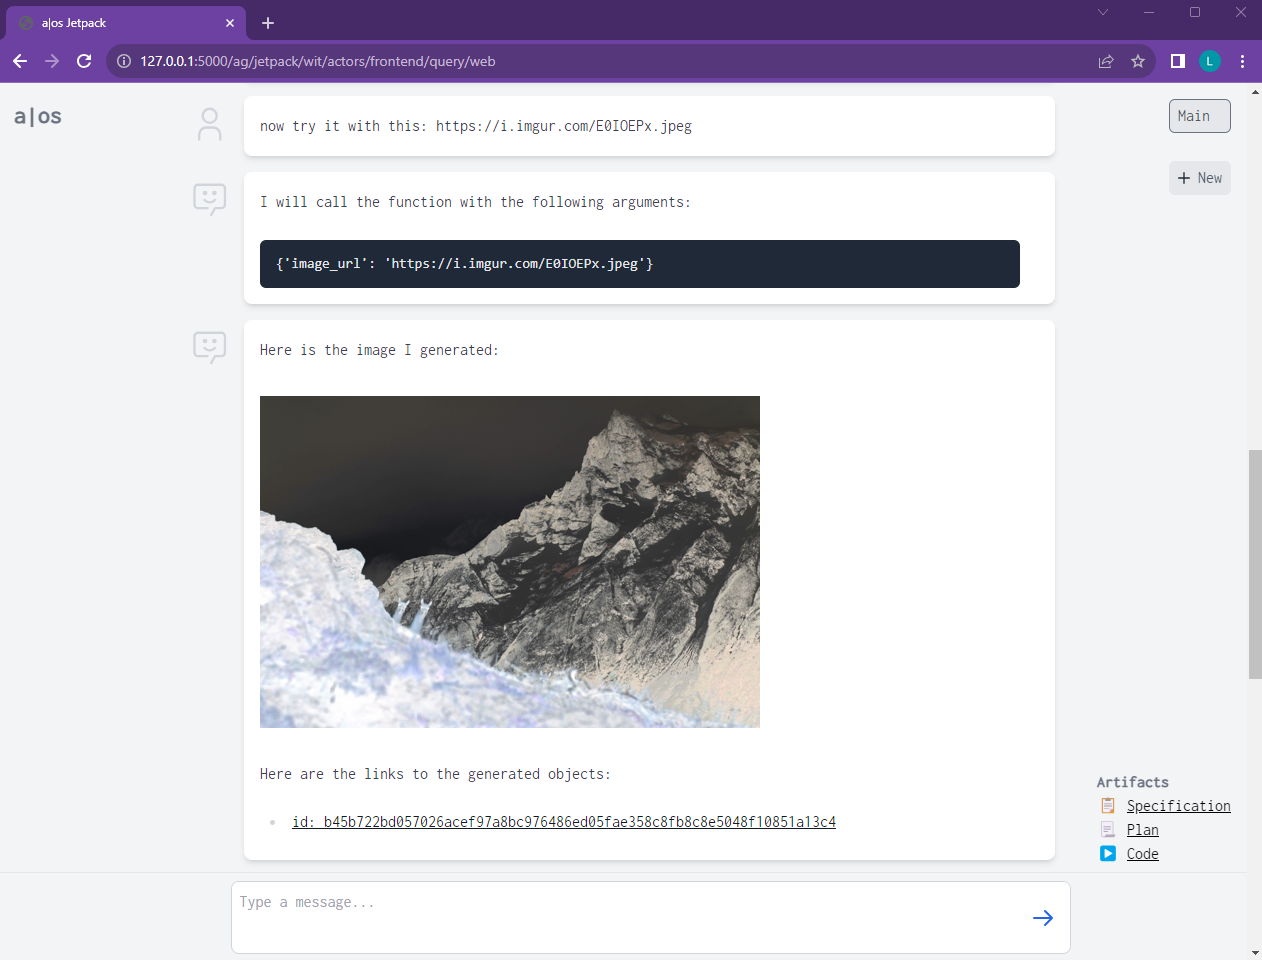 a|os Jetpack
127.0.0.1:5000/ag/jetpack/wit/actors/frontend/query/web
L
a|os
Main
New
now try it with this: https://i.imgur.com/E0IOEPx.jpeg
I will call the function with the following arguments:
{'image_url': 'https://i.imgur.com/E0IOEPx.jpeg'}
Here is the image I generated:
Here are the links to the generated objects:
id: b45b722bd057026acef97a8bc976486ed05fae358c8fb8c8e5048f10851a13c4
Artifacts
Specification
Plan
Code
Type a message...